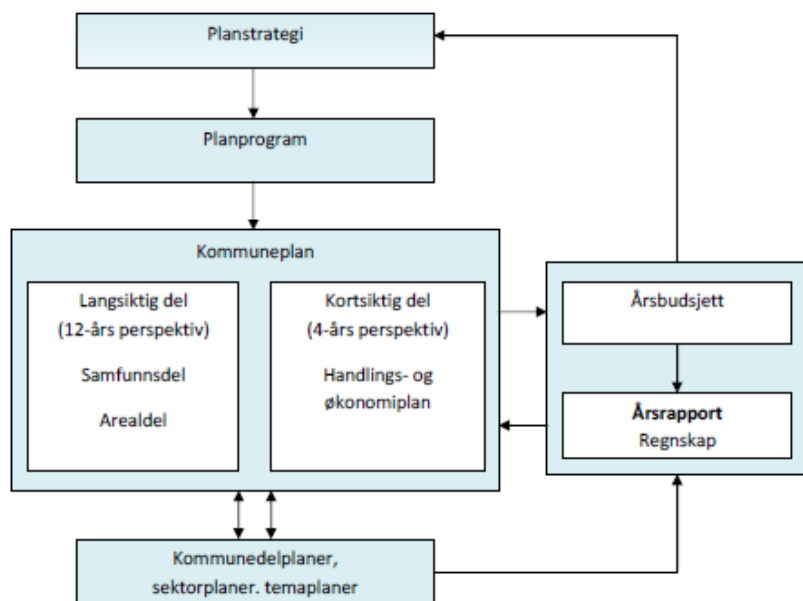 Planstrategi
Planprogram
Kommuneplan
Langsiktig del
(12-års perspektiv)
Samfunnsdel
Arealdel
Kortsiktig del
(4-års perspektiv)
Handlings- og
økonomiplan
Årsbudsjett
Årsrapport
Regnskap
Kommunedelplaner,
sektorplaner. temaplaner